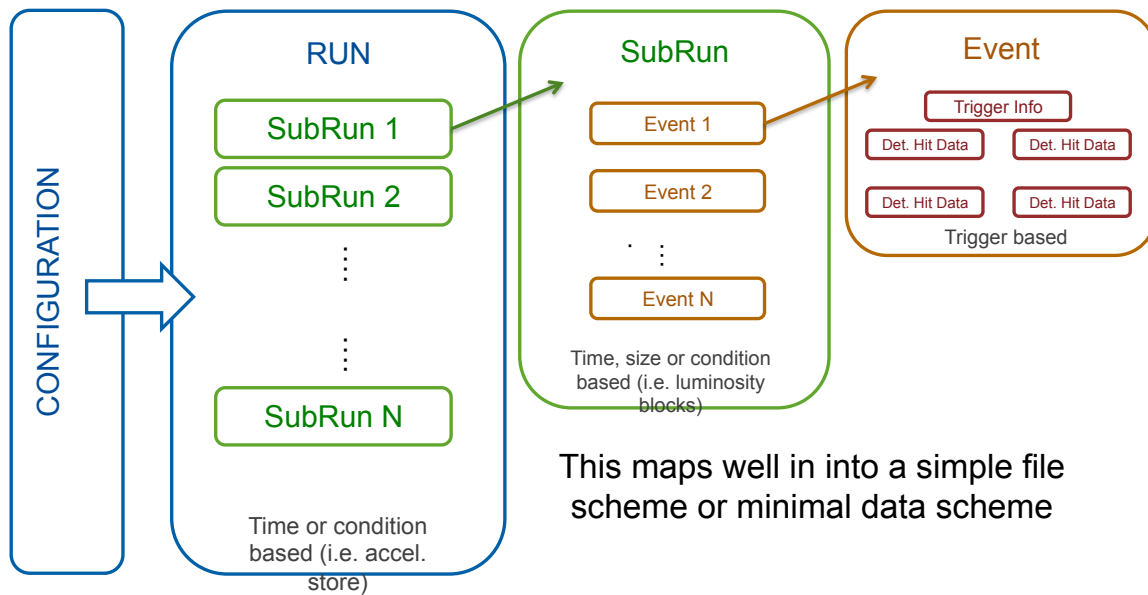 CONFIGURATION
RUN
SubRun 1
SubRun 2
SubRun N
Time or condition
based (i.e. accel.
store)
SubRun
Event 1
Event 2
Event N
Time, size or condition
based (i.e. luminosity
blocks)
Event
Trigger Info
Det. Hit Data
Det. Hit Data
Det. Hit Data
Det. Hit Data
Trigger based
This maps well in into a simple file
scheme or minimal data scheme